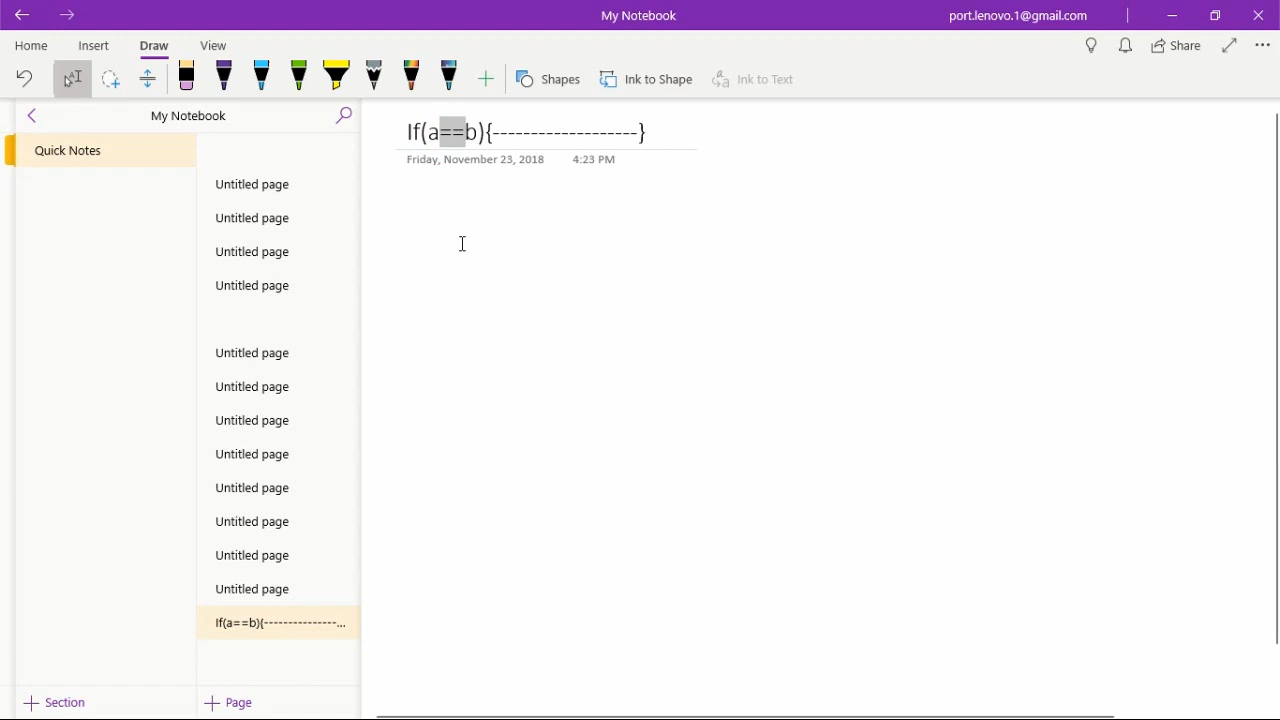 My Notebook
port.lenovo.1@gmail.com
Home Insert Draw View
Share
Shapes
Ink to Shape
Ink to Text
My Notebook
Quick Notes
Untitled page
Untitled page
Untitled page
Untitled page
Untitled page
Untitled page
Untitled page
Untitled page
Untitled page
Untitled page
Untitled page
Untitled page
If(a==b){---------------...
Section
Page
If(a==b){-------------------}
Friday, November 23, 2018 4:23 PM